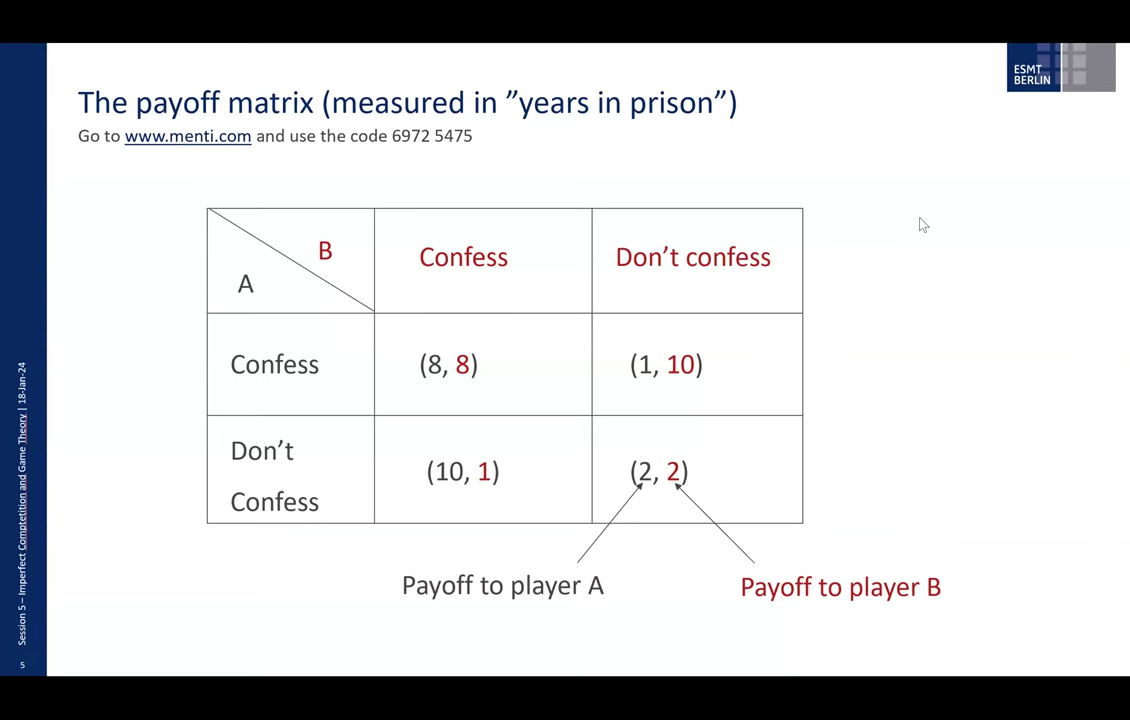 ESMT
BERLIN
The payoff matrix (measured in ”years in prison”)
Go to www.menti.com and use the code 6972 5475
B
A
Confess
Don’t confess
Confess
(8, 8)
(1, 10)
Don’t
Confess
(10, 1)
(2, 2)
Payoff to player A
Payoff to player B
Session 5 – Imperfect Comptetition and Game Theory | 18-Jan-24
5